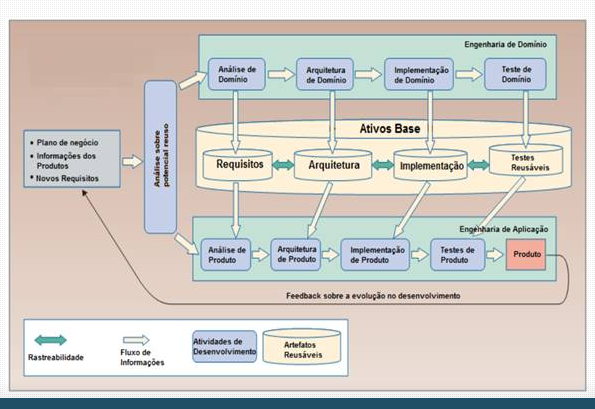 Engenharia de Domínio
Análise de
Domínio
Arquitetura
de Domínio
Implementação
de Domínio
Teste de
Domínio
• Plano de negócio
• Informações dos
Produtos
• Novos Requisitos
Análise sobre
potencial reuso
Ativos Base
Requisitos
Arquitetura
Implementação
Testes
Reusáveis
Engenharia de Aplicação
Análise de
Produto
Arquitetura
de Produto
Implementação
de Produto
Testes de
Produto
Produto
Feedback sobre a evolução no desenvolvimento
Rastreabilidade
Fluxo de
Informações
Atividades de
Desenvolvimento
Artefatos
Reusáveis